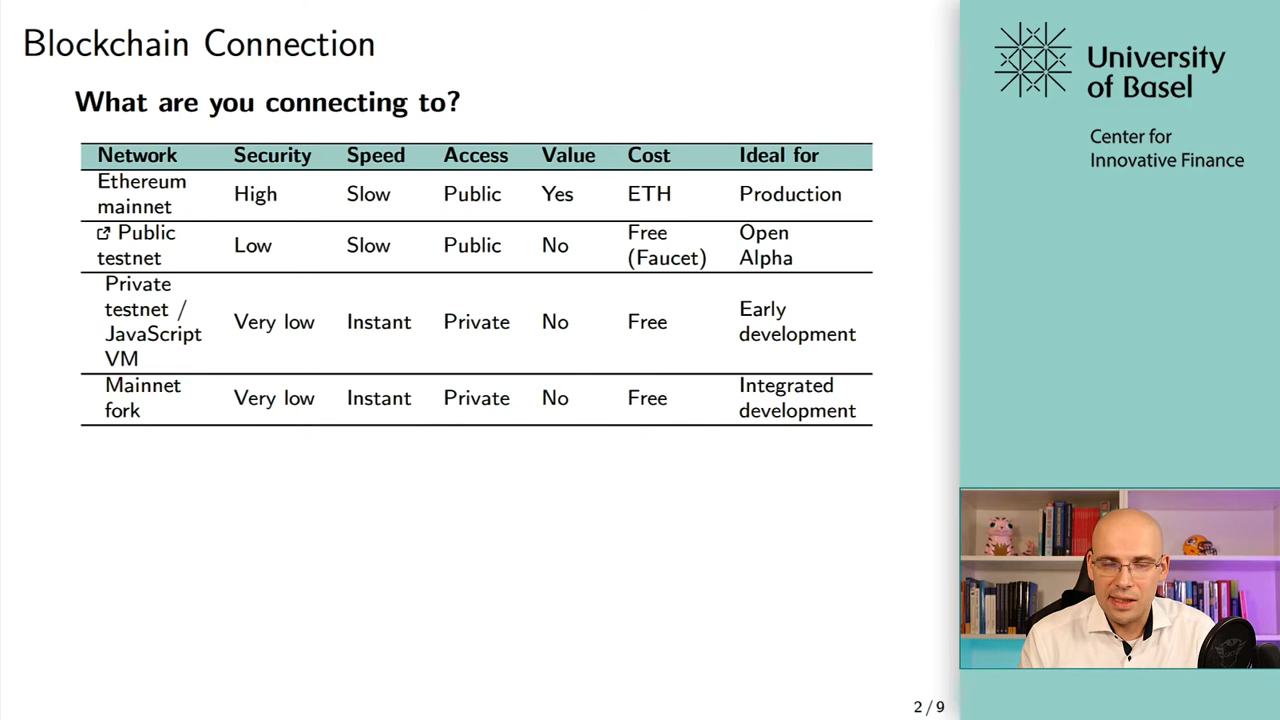 Blockchain Connection
What are you connecting to?
Network Security Speed Access Value Cost Ideal for
Ethereum mainnet High Slow Public Yes ETH Production
Public testnet Low Slow Public No Free (Faucet) Open Alpha
Private testnet / JavaScript VM Very low Instant Private No Free Early development
Mainnet fork Very low Instant Private No Free Integrated development
2 / 9
University
of Basel
Center for
Innovative Finance